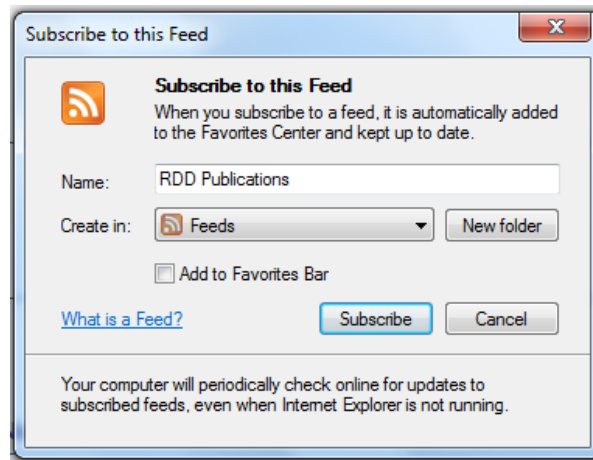 Subscribe to this Feed
Subscribe to this Feed
When you subscribe to a feed, it is automatically added
to the Favorites Center and kept up to date.
Name: RDD Publications
Create in: Feeds New folder
Add to Favorites Bar
What is a Feed? Subscribe Cancel
Your computer will periodically check online for updates to
subscribed feeds, even when Internet Explorer is not running.